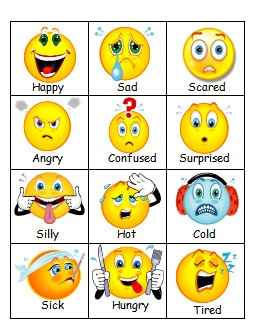 Happy Sad Scared
?
Angry Confused Surprised
Silly Hot Cold
Z Z Z
Sick Hungry Tired